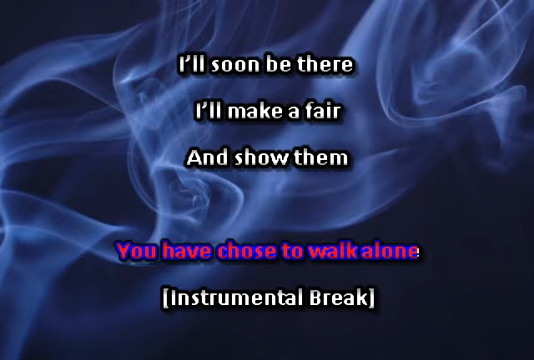 I'll soon be there
I'll make a fair
And show them
You have chose to walk alone
[Instrumental Break]